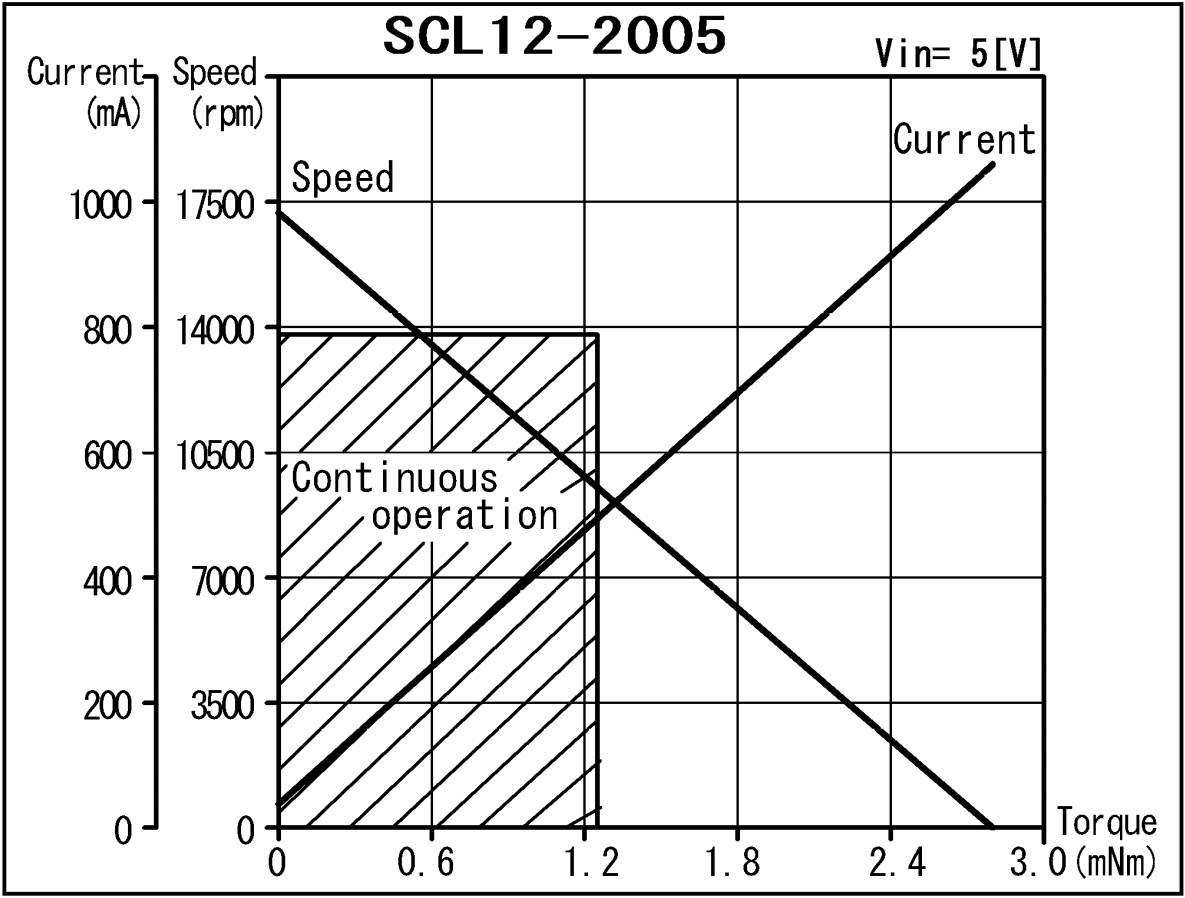 SCL12-2005
Vin= 5[V]
Current Speed
(mA) (rpm)
Current
Speed
1000 17500
800 14000
600 10500
Continuous
operation
400 7000
200 3500
0 0
Torque
0 0.6 1.2 1.8 2.4 3.0 (mNm)